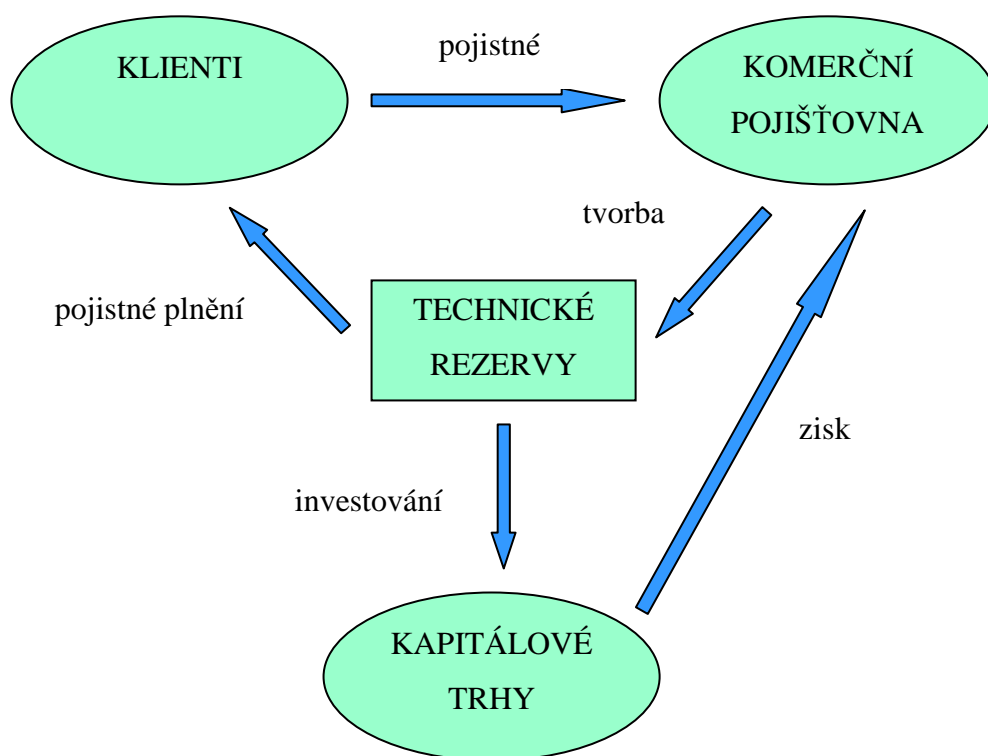 pojistné
KLIENTI
KOMERČNÍ
POJIŠŤOVNA
tvorba
pojistné plnění
TECHNICKÉ
REZERVY
zisk
investování
KAPITÁLOVÉ
TRHY